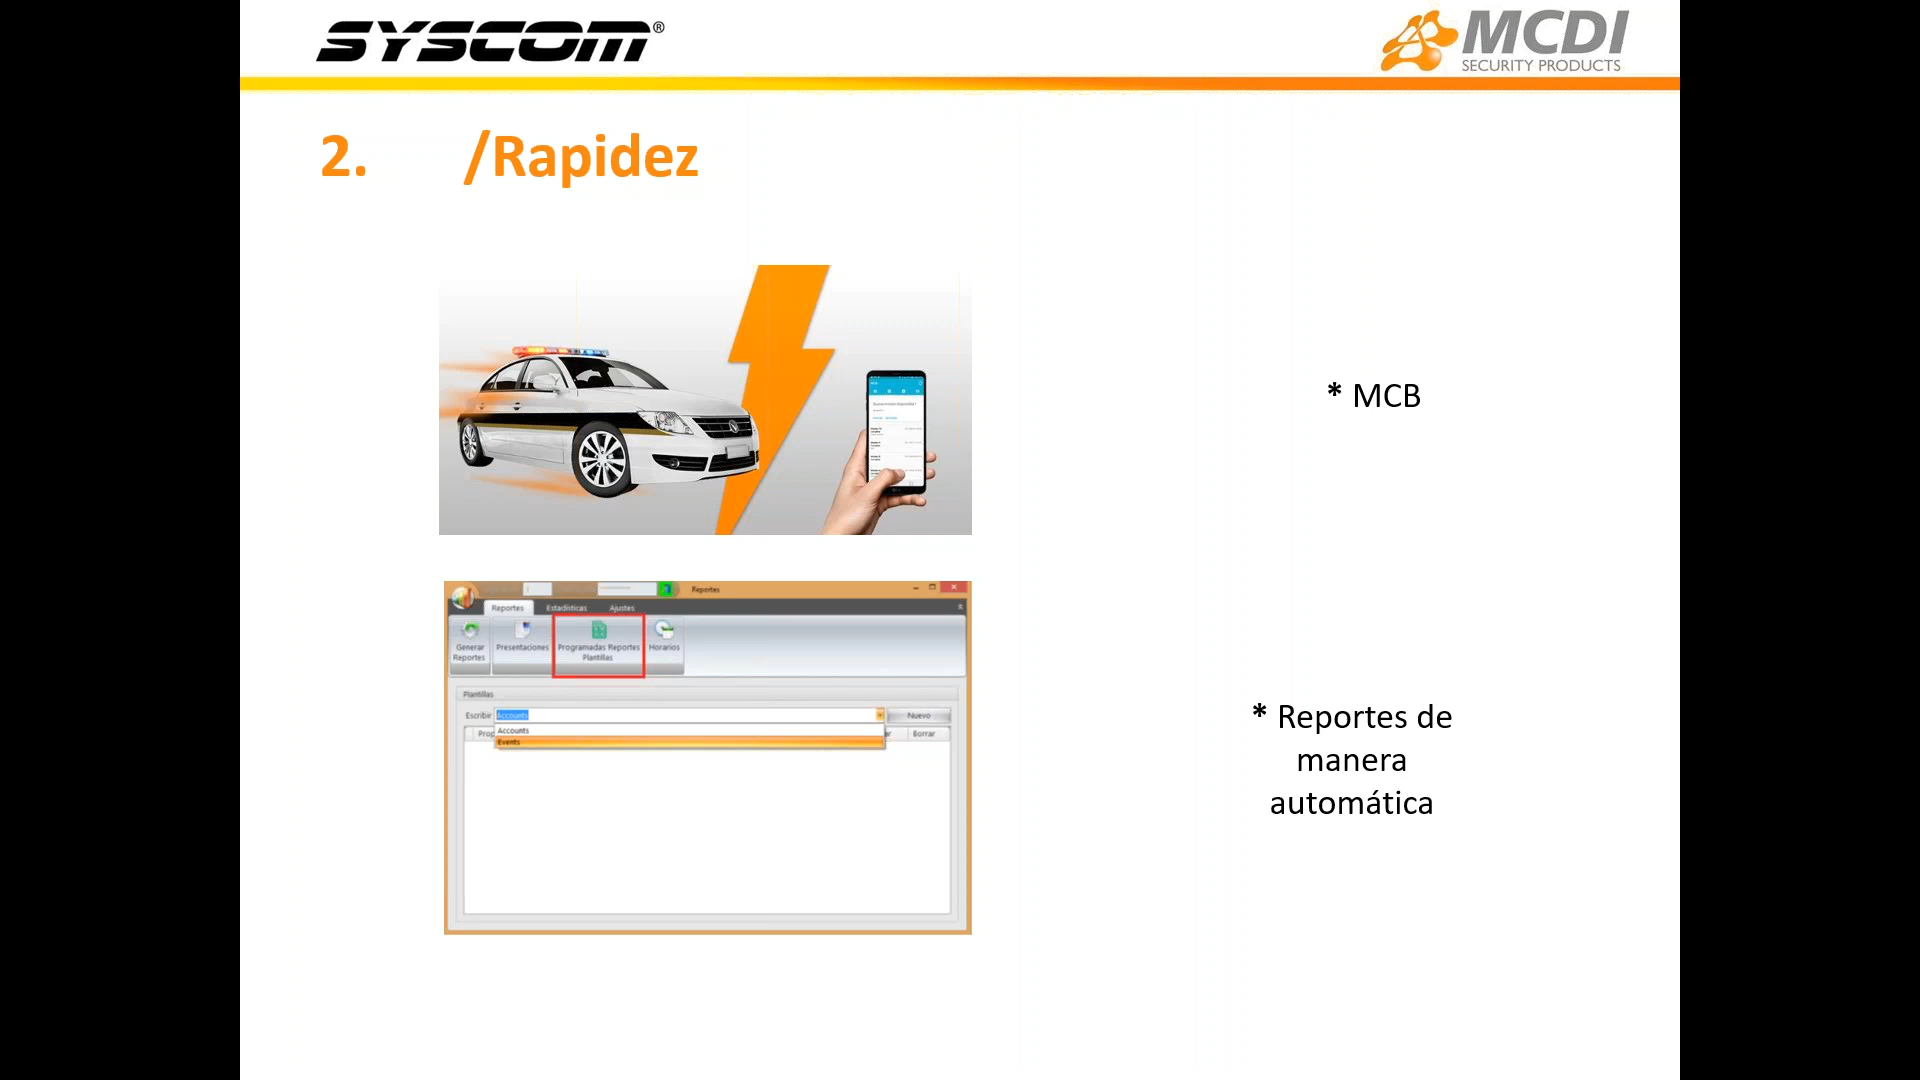 SYSCOM®
MCDI
SECURITY PRODUCTS
2. /Rapidez
* MCB
Reportes
Reportes Estadísticas Ajustes
Generar Reportes
Presentaciones
Programadas Reportes
Plantillas
Horarios
Plantillas
Escribir Accounts Nuevo
Accounts
Events
Borrar
* Reportes de
manera
automática